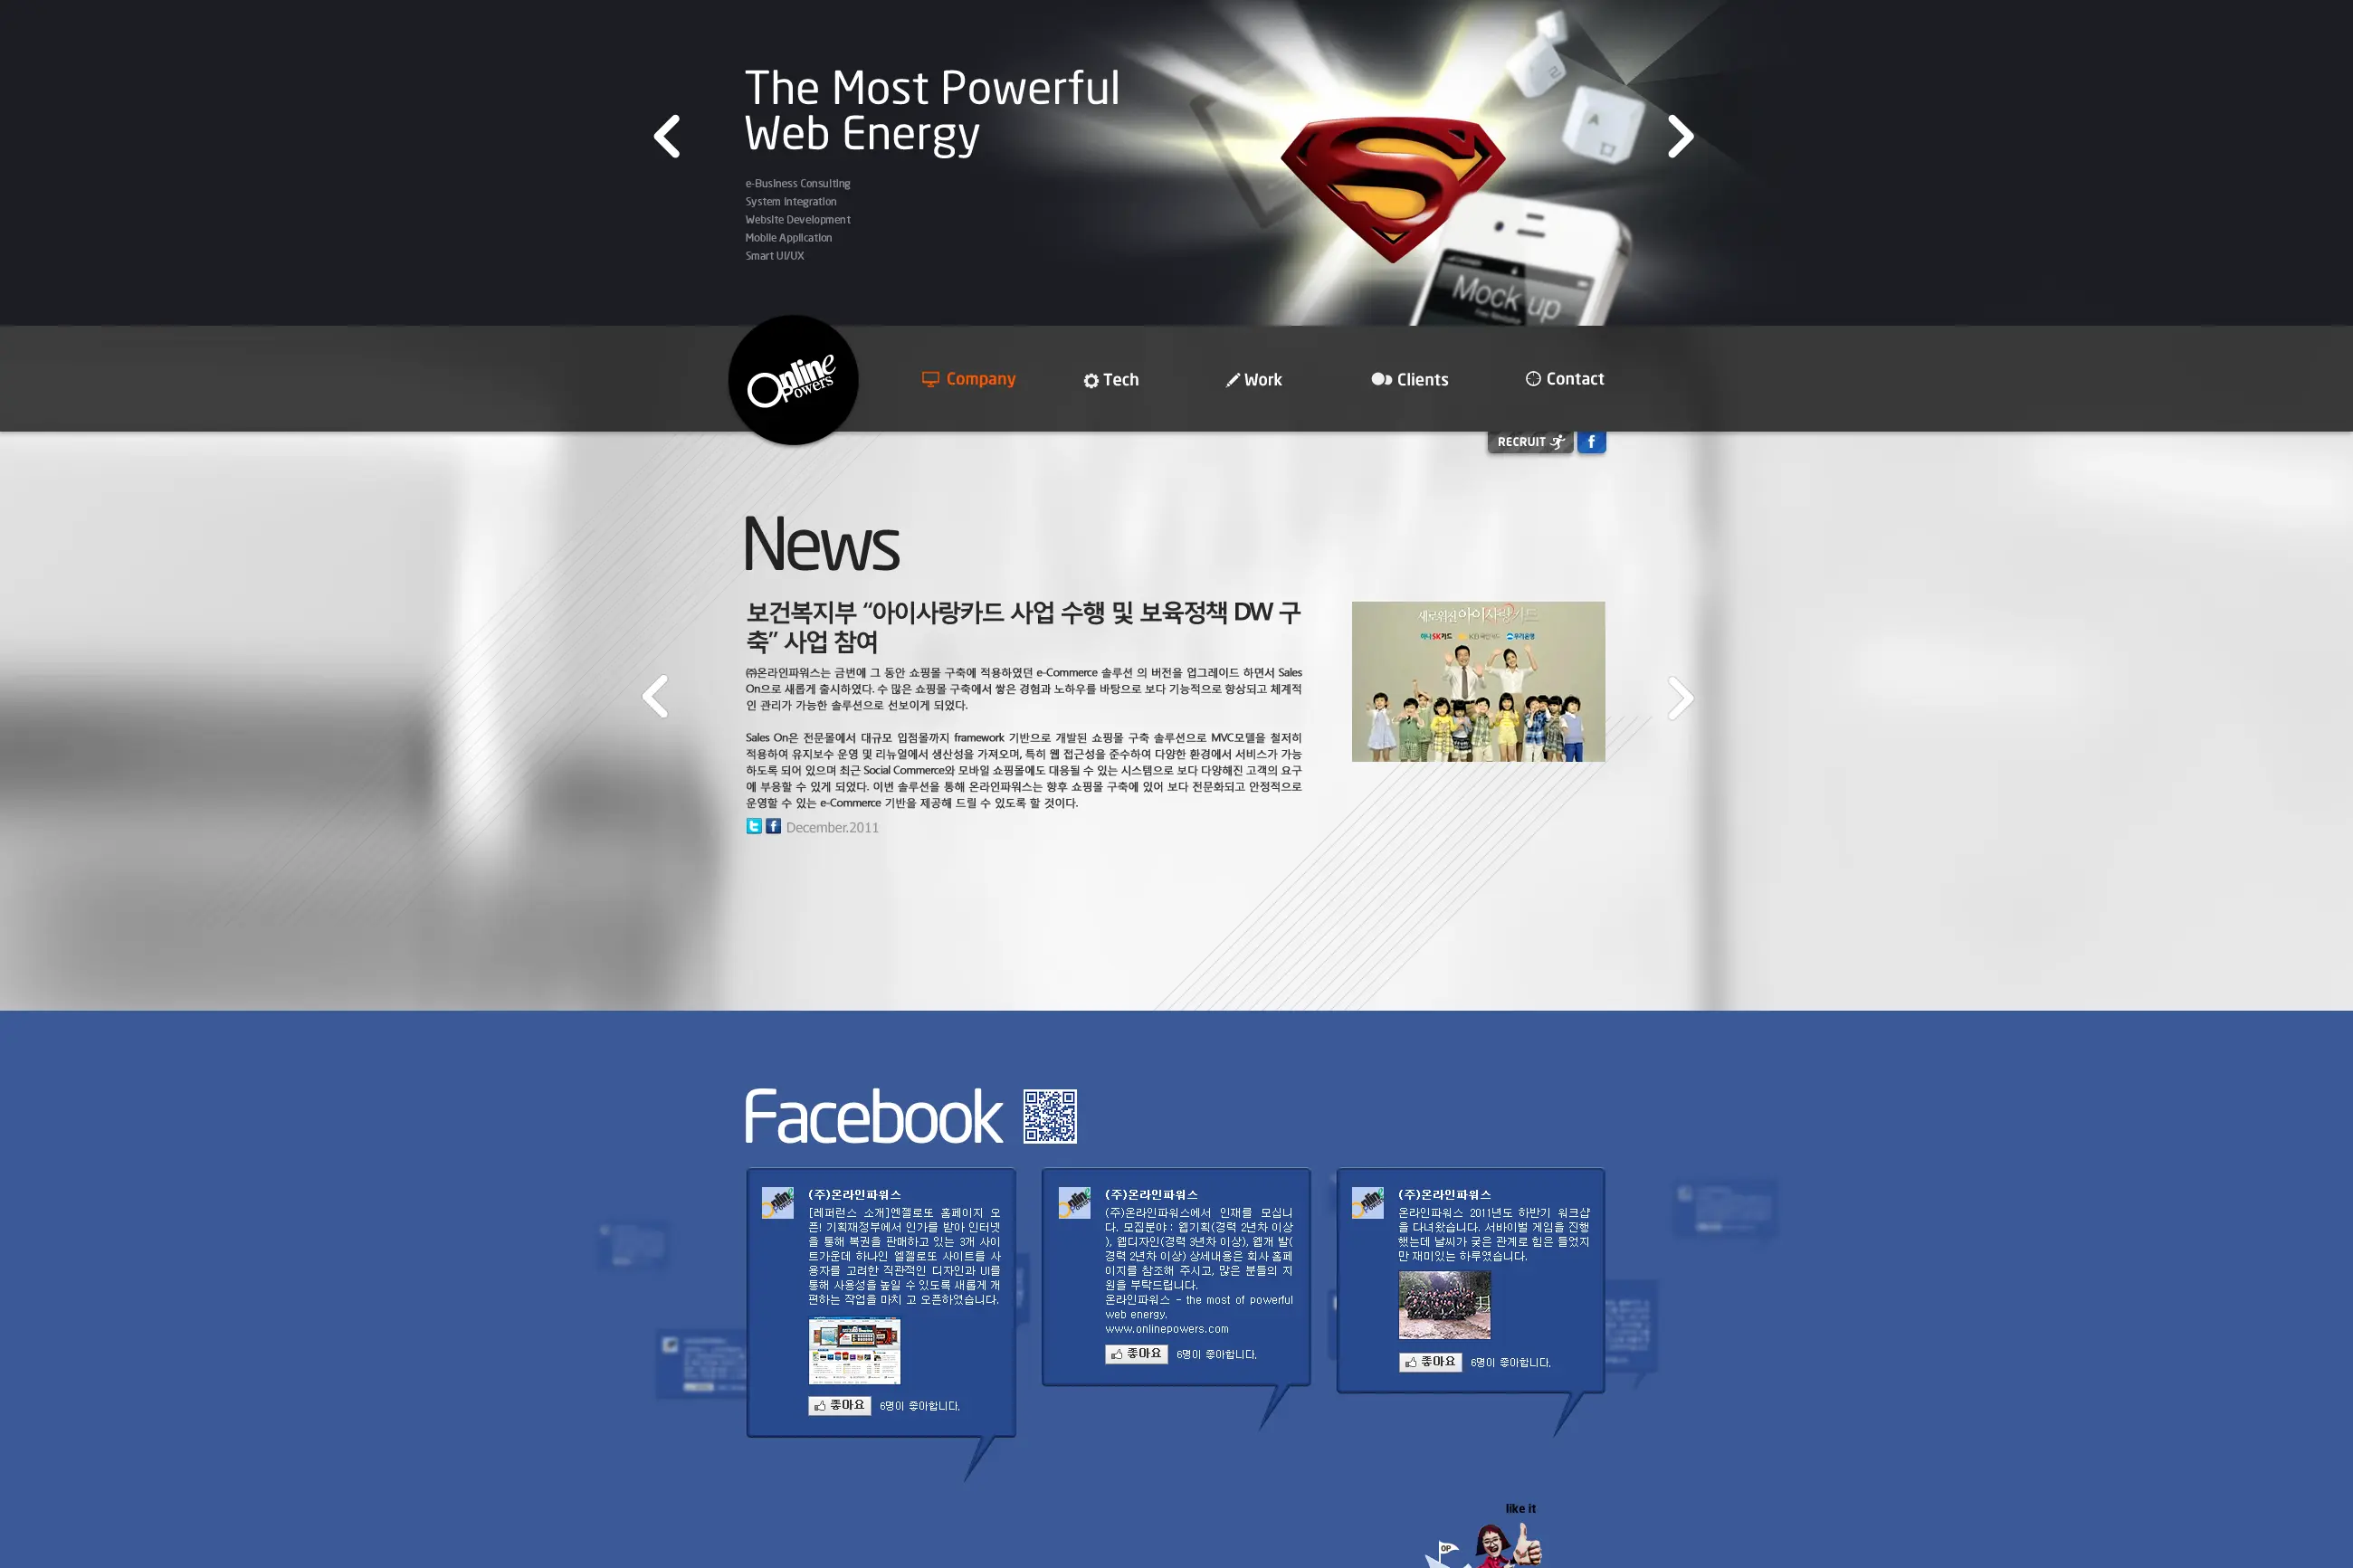 The Most Powerful
Web Energy
e-Business Consulting
System Integration
Website Development
Mobile Application
Smart UI/UX
Mock up
Online
Powers
Company
Tech
Work
Clients
Contact
RECRUIT
News
보건복지부 “아이사랑카드 사업 수행 및 보육정책 DW 구
축” 사업 참여
새로워진 아이사랑카드
하나SK카드 KB국민카드 우리은행
㈜온라인파워스는 금번에 그 동안 쇼핑몰 구축에 적용하였던 e-Commerce 솔루션 의 버전을 업그레이드 하면서 Sales
On으로 새롭게 출시하였다. 수 많은 쇼핑몰 구축에서 쌓은 경험과 노하우를 바탕으로 보다 기능적으로 향상되고 체계적
인 관리가 가능한 솔루션으로 선보이게 되었다.
Sales On은 전문몰에서 대규모 입점몰까지 framework 기반으로 개발된 쇼핑몰 구축 솔루션으로 MVC모델을 철저히
적용하여 유지보수 운영 및 리뉴얼에서 생산성을 가져오며, 특히 웹 접근성을 준수하여 다양한 환경에서 서비스가 가능
하도록 되어 있으며 최근 Social Commerce와 모바일 쇼핑몰에도 대응될 수 있는 시스템으로 보다 다양해진 고객의 요구
에 부응할 수 있게 되었다. 이번 솔루션을 통해 온라인파워스는 향후 쇼핑몰 구축에 있어 보다 전문화되고 안정적으로
운영할 수 있는 e-Commerce 기반을 제공해 드릴 수 있도록 할 것이다.
December.2011
Facebook
(주)온라인파워스
[레퍼런스 소개]엔젤로또 홈페이지 오
픈! 기획재정부에서 인가를 받아 인터넷
을 통해 복권을 판매하고 있는 3개 사이
트가운데 하나인 엘젤로또 사이트를 사
용자를 고려한 직관적인 디자인과 UI를
통해 사용성을 높일 수 있도록 새롭게 개
편하는 작업을 마치 고 오픈하였습니다.
좋아요 6명이 좋아합니다.
(주)온라인파워스
(주)온라인파워스에서 인재를 모십니
다. 모집분야 : 웹기획(경력 2년차 이상
), 웹디자인(경력 3년차 이상), 웹개 발(
경력 2년차 이상) 상세내용은 회사 홈페
이지를 참조해 주시고, 많은 분들의 지
원을 부탁드립니다.
온라인파워스 - the most of powerful
web energy.
www.onlinepowers.com
좋아요 6명이 좋아합니다.
(주)온라인파워스
온라인파워스 2011년도 하반기 워크샵
을 다녀왔습니다. 서바이벌 게임을 진행
했는데 날씨가 궂은 관계로 힘은 들었지
만 재미있는 하루였습니다.
좋아요 6명이 좋아합니다.
like it
OP